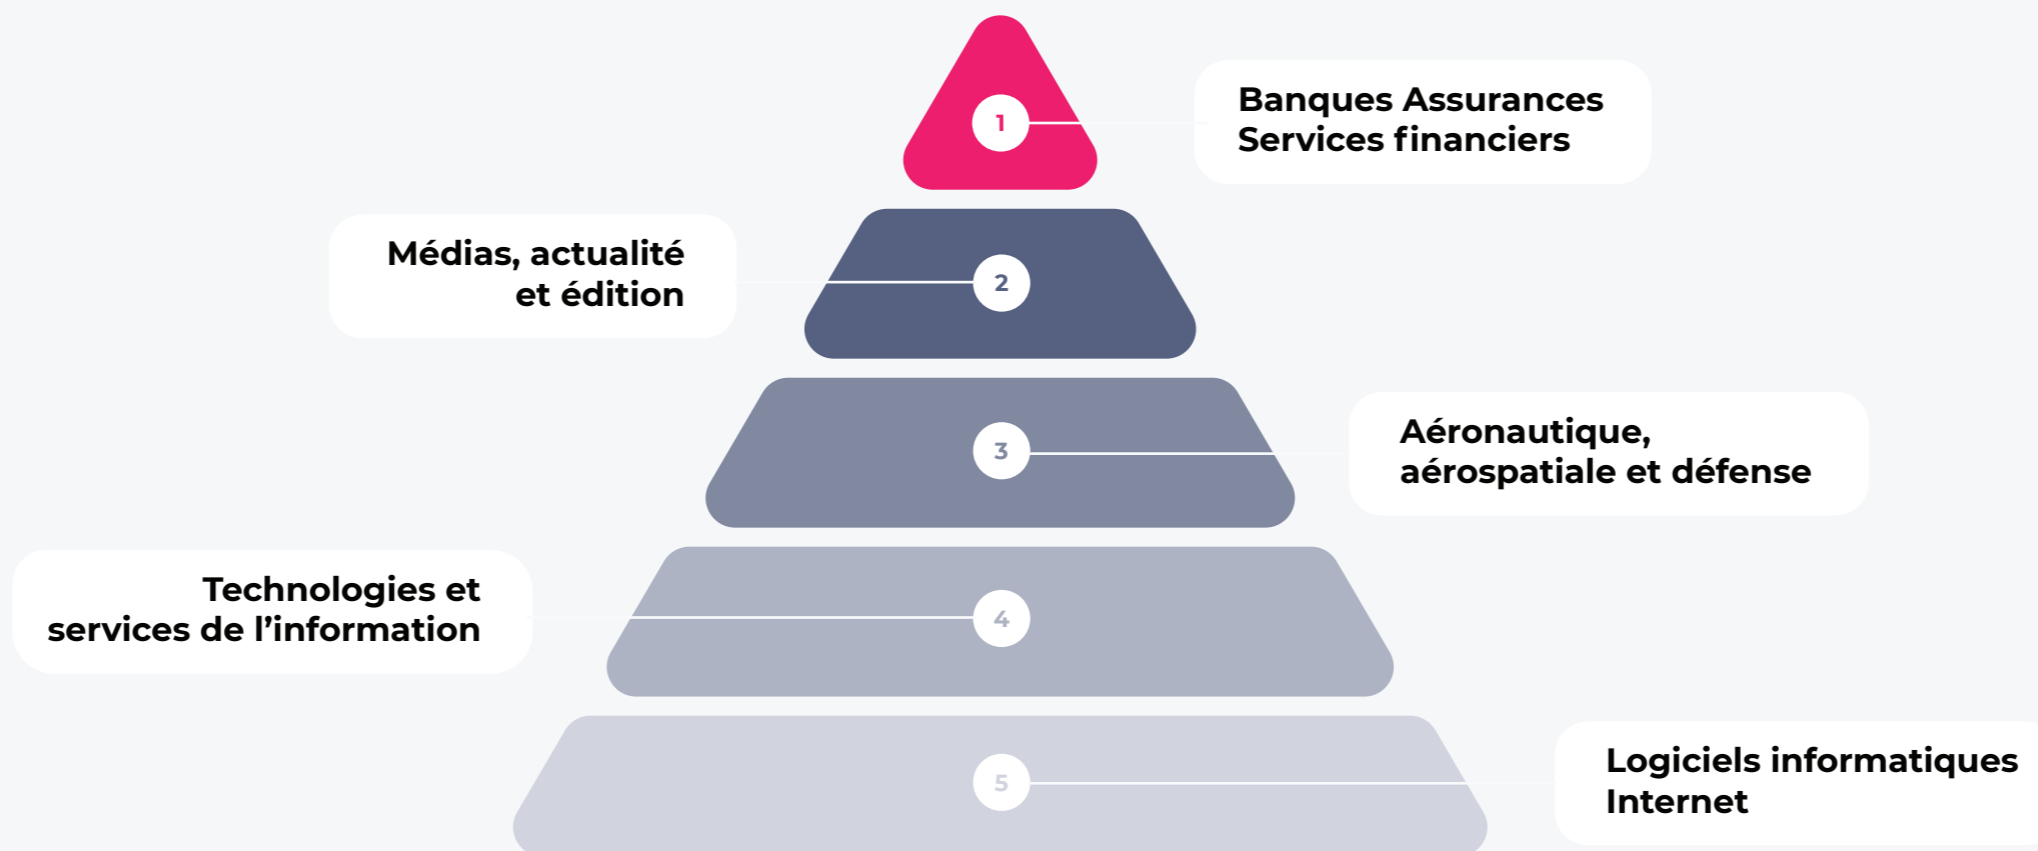 1
Banques Assurances
Services financiers
Médias, actualité
et édition
2
3
Aéronautique,
aérospatiale et défense
Technologies et
services de l’information
4
5
Logiciels informatiques
Internet